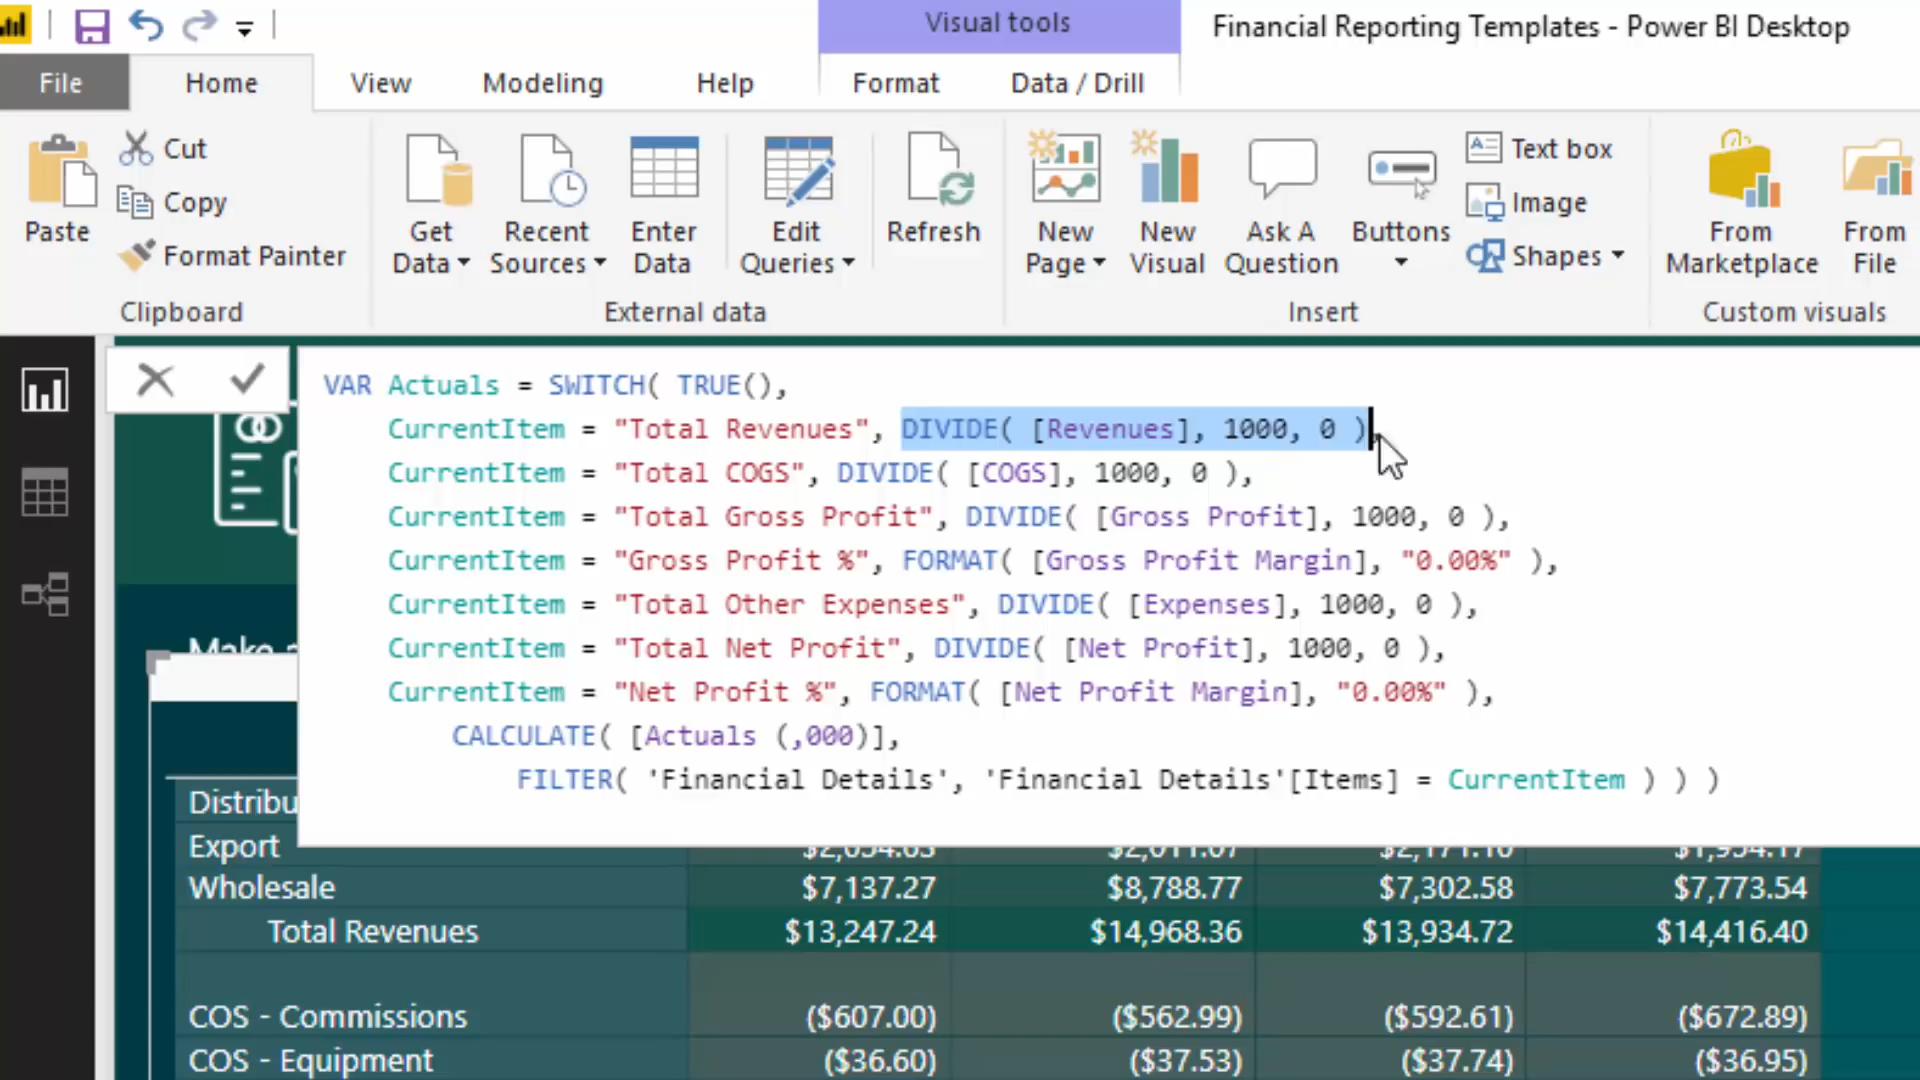 Visual tools
Financial Reporting Templates - Power BI Desktop
File
Home
View
Modeling
Help
Format
Data / Drill
Paste
Cut
Copy
Format Painter
Clipboard
Get Data
Recent Sources
Enter Data
Edit Queries
Refresh
External data
New Page
New Visual
Ask A Question
Buttons
Text box
Image
Shapes
Insert
From Marketplace
From File
Custom visuals
VAR Actuals = SWITCH( TRUE(),
CurrentItem = "Total Revenues", DIVIDE( [Revenues], 1000, 0 ),
CurrentItem = "Total COGS", DIVIDE( [COGS], 1000, 0 ),
CurrentItem = "Total Gross Profit", DIVIDE( [Gross Profit], 1000, 0 ),
CurrentItem = "Gross Profit %", FORMAT( [Gross Profit Margin], "0.00%" ),
CurrentItem = "Total Other Expenses", DIVIDE( [Expenses], 1000, 0 ),
CurrentItem = "Total Net Profit", DIVIDE( [Net Profit], 1000, 0 ),
CurrentItem = "Net Profit %", FORMAT( [Net Profit Margin], "0.00%" ),
CALCULATE( [Actuals (,000)],
FILTER( 'Financial Details', 'Financial Details'[Items] = CurrentItem ) ) )
Make
Distribu
Export
Wholesale $7,137.27 $8,788.77 $7,302.58 $7,773.54
Total Revenues $13,247.24 $14,968.36 $13,934.72 $14,416.40
COS - Commissions ($607.00) ($562.99) ($592.61) ($672.89)
COS - Equipment ($36.60) ($37.53) ($37.74) ($36.95)